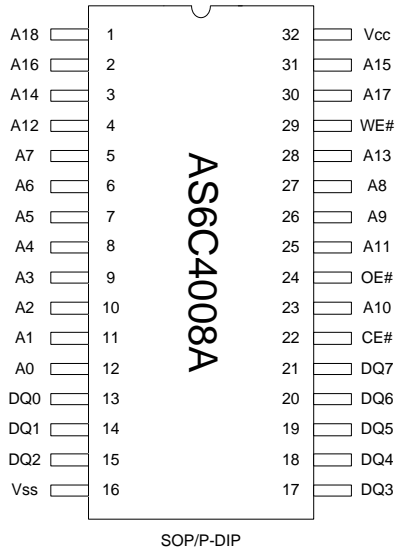 A18 1 32 Vcc
A16 2 31 A15
A14 3 30 A17
A12 4 29 WE#
A7 5 28 A13
A6 6 27 A8
A5 7 26 A9
A4 8 25 A11
A3 9 24 OE#
A2 10 23 A10
A1 11 22 CE#
A0 12 21 DQ7
DQ0 13 20 DQ6
DQ1 14 19 DQ5
DQ2 15 18 DQ4
Vss 16 17 DQ3
AS6C4008A
SOP/P-DIP